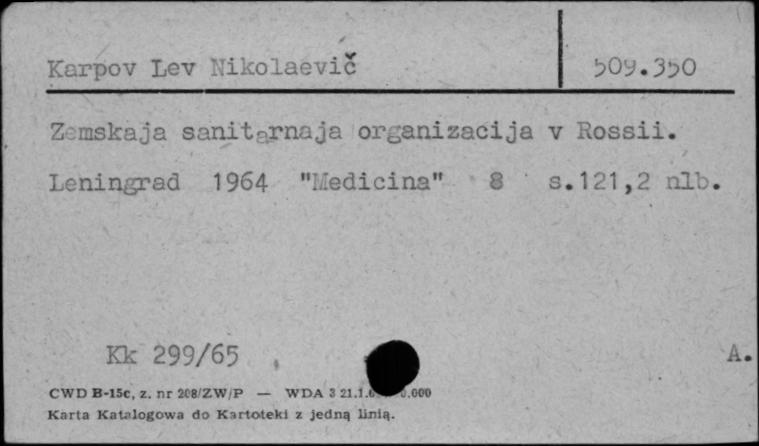 Karpov Lev Nikolaevič 509.350
Zemskaja sanitarnaja organizacija v Rossii.
Leningrad 1964 "Medicina" 8 s.121,2 nlb.
Kk 299/65 A.
CWD B-15c, z. nr 208/ZW/P — WDA 3 21.1.
Karta Katalogowa do Kartoteki z jedną linią.